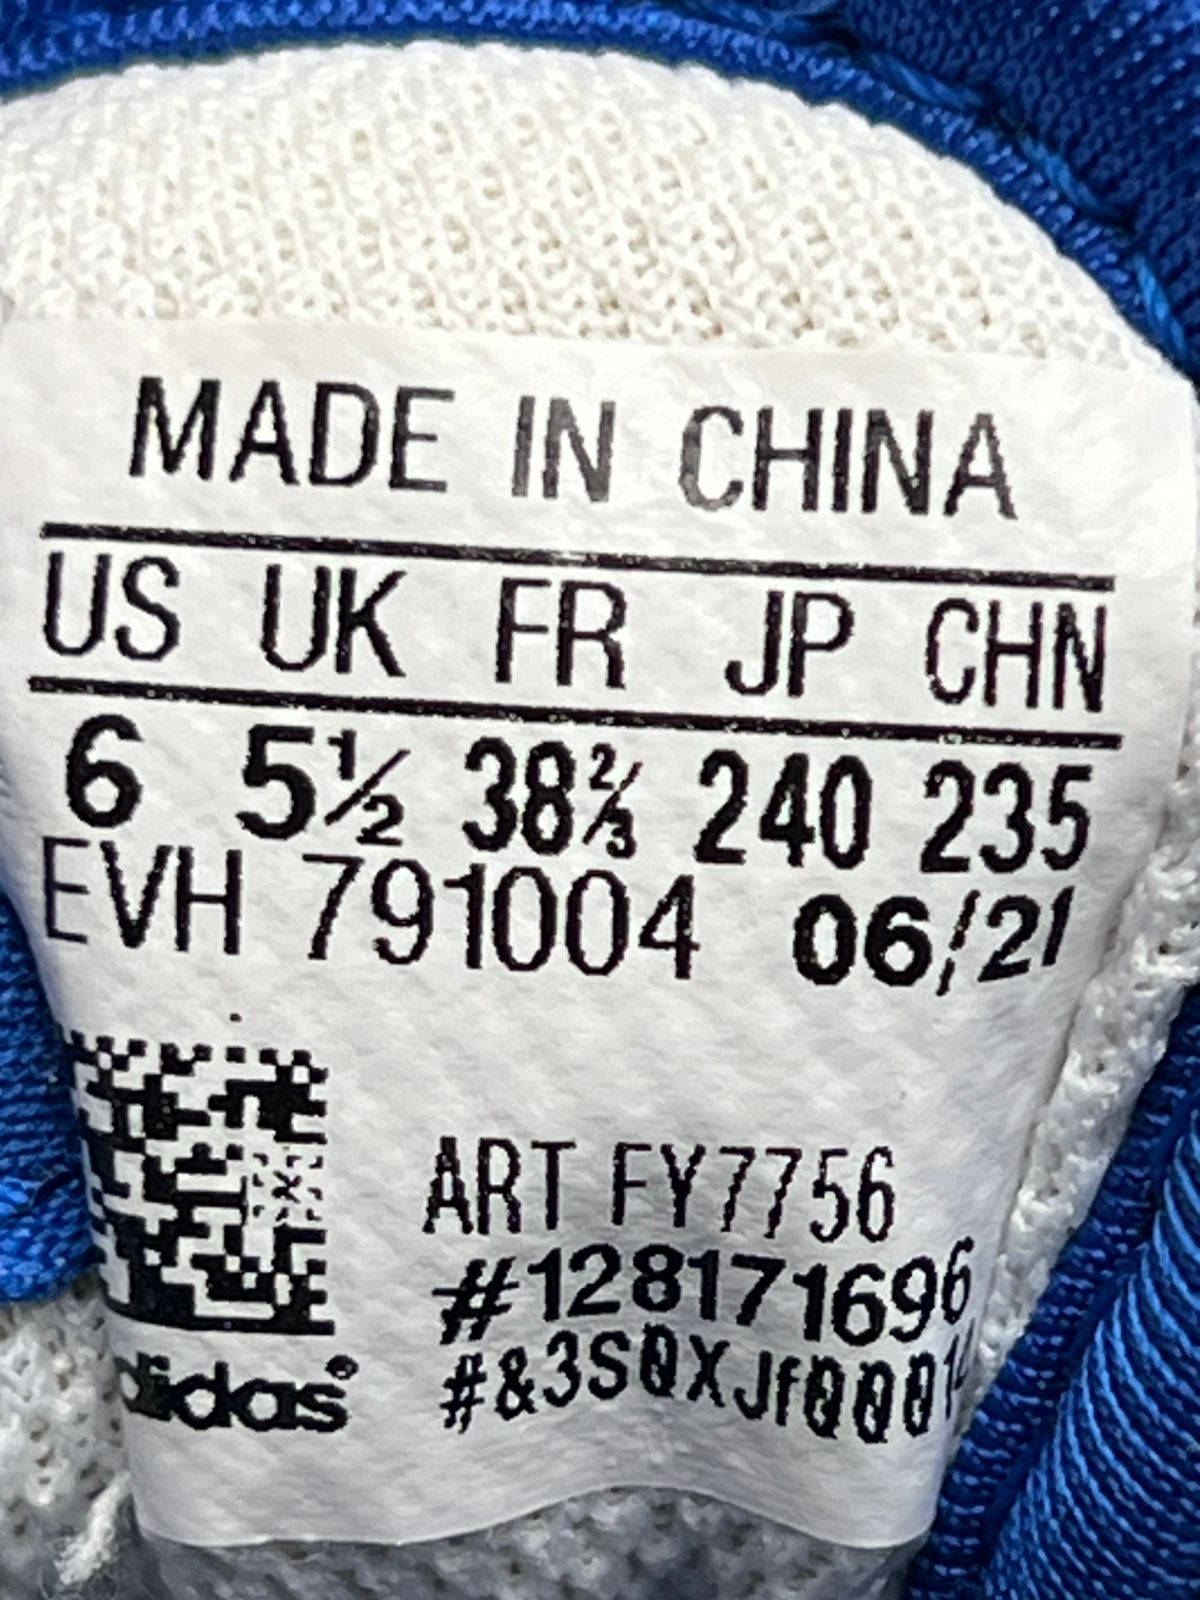 MADE IN CHINA
US UK FR JP CHN
6 5½ 38⅔ 240 235
EVH 791004 06/21
ART FY7756
#128171696
adidas®